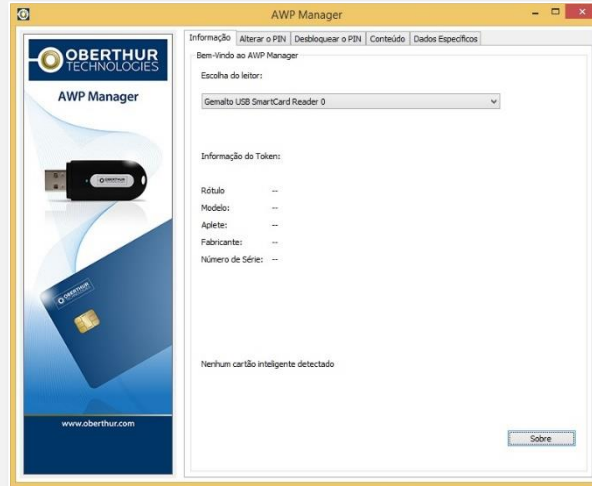 AWP Manager
OBERTHUR
TECHNOLOGIES
AWP Manager
OBERTHUR
OBERTHUR
www.oberthur.com
Informação Alterar o PIN Desbloquear o PIN Conteúdo Dados Específicos
Bem-Vindo ao AWP Manager
Escolha do leitor:
Gemalto USB SmartCard Reader 0
Informação do Token:
Rótulo --
Modelo: --
Aplete: --
Fabricante: --
Número de Série: --
Nenhum cartão inteligente detectado
Sobre